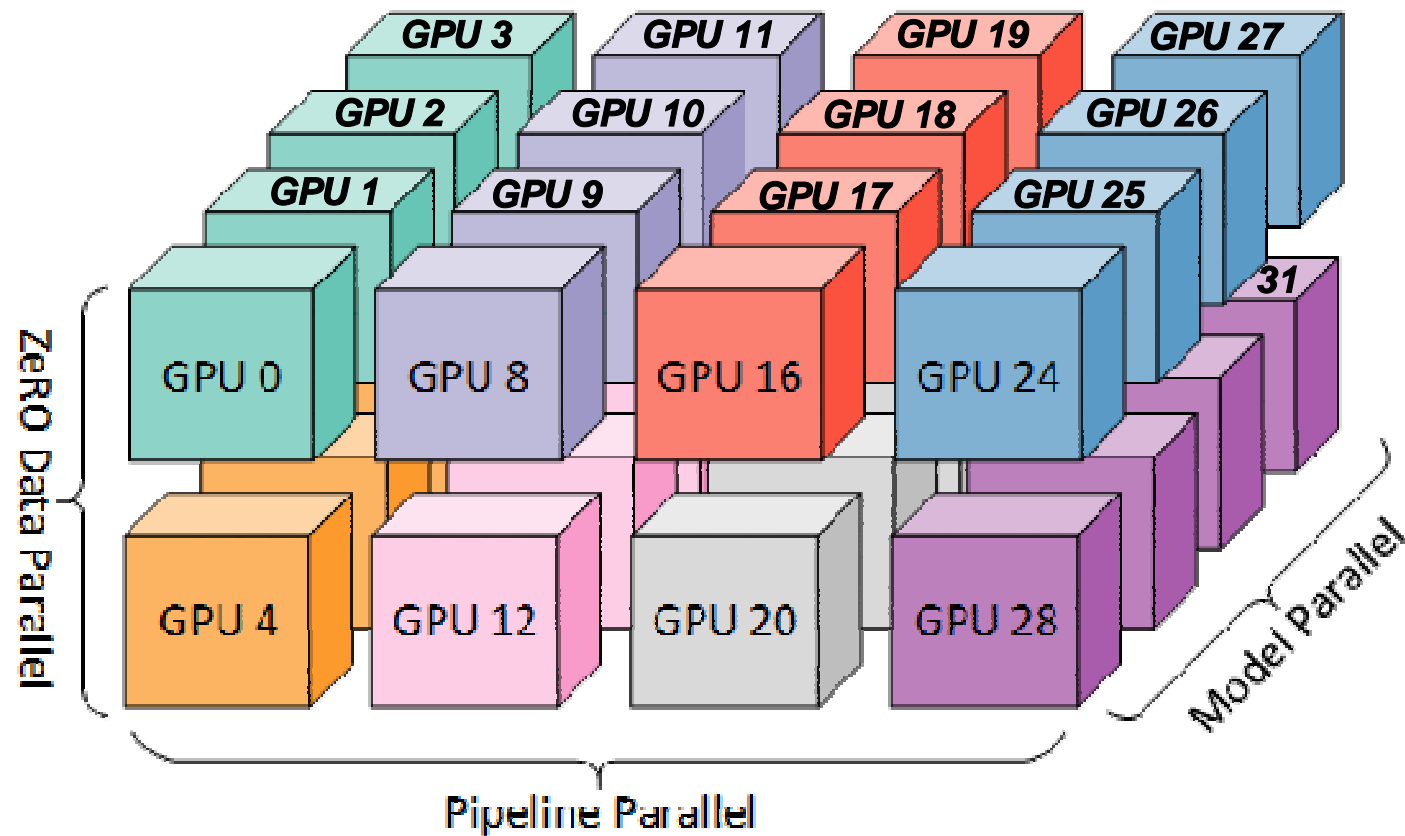 GPU 3
GPU 11
GPU 19
GPU 27
GPU 2
GPU 10
GPU 18
GPU 26
GPU 1
GPU 9
GPU 17
GPU 25
31
GPU 0
GPU 8
GPU 16
GPU 24
ZeRO Data Parallel
GPU 4
GPU 12
GPU 20
GPU 28
Model Parallel
Pipeline Parallel